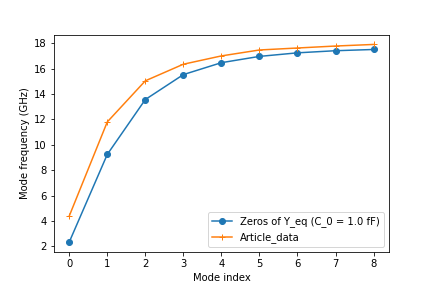 18
16
14
12
10
8
6
4
2
Mode frequency (GHz)
Zeros of Y_eq (C_0 = 1.0 fF)
Article_data
0 1 2 3 4 5 6 7 8
Mode index